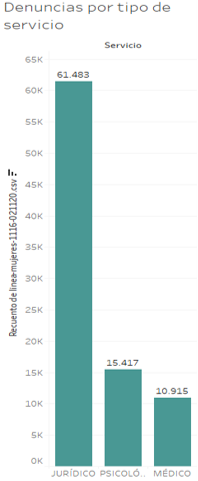 Denuncias por tipo de
servicio
Servicio
65K
61.483
60K
55K
50K
45K
40K
35K
30K
25K
20K
15.417
15K
10.915
10K
5K
0K
Recuento de linea-mujeres-1116-021120.csv
JURÍDICO PSICOLÓ.. MÉDICO